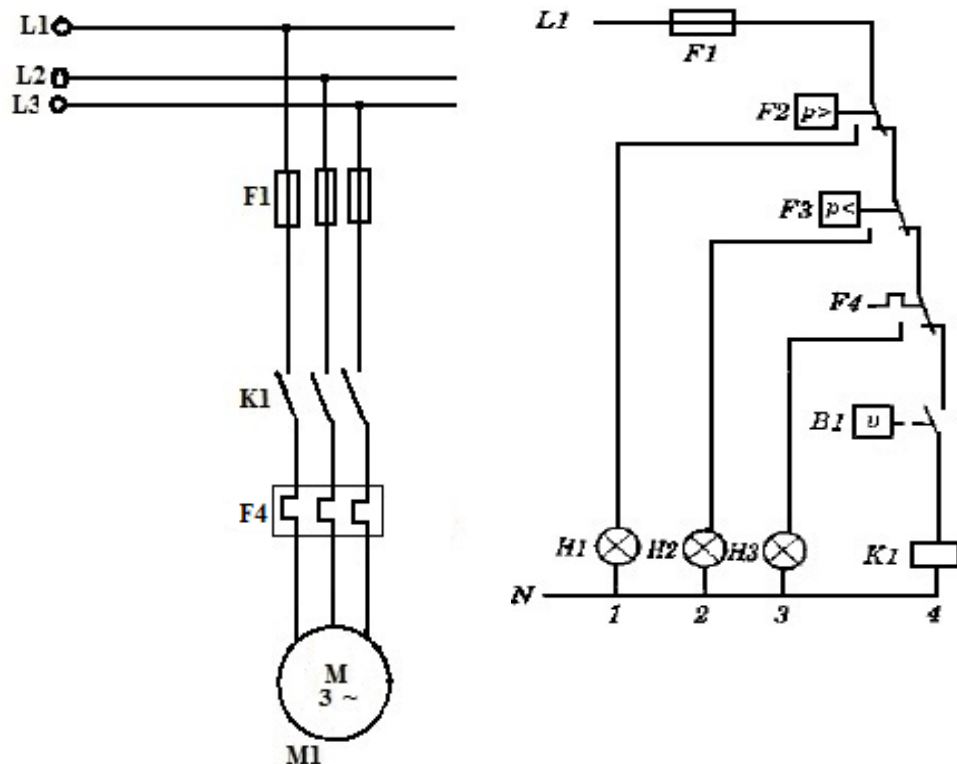 L1
L2
L3
F1
K1
F4
M
3 ~
M1
L1
F1
F2 p>
F3 p<
F4
B1 υ
H1 H2 H3 K1
N
1 2 3 4